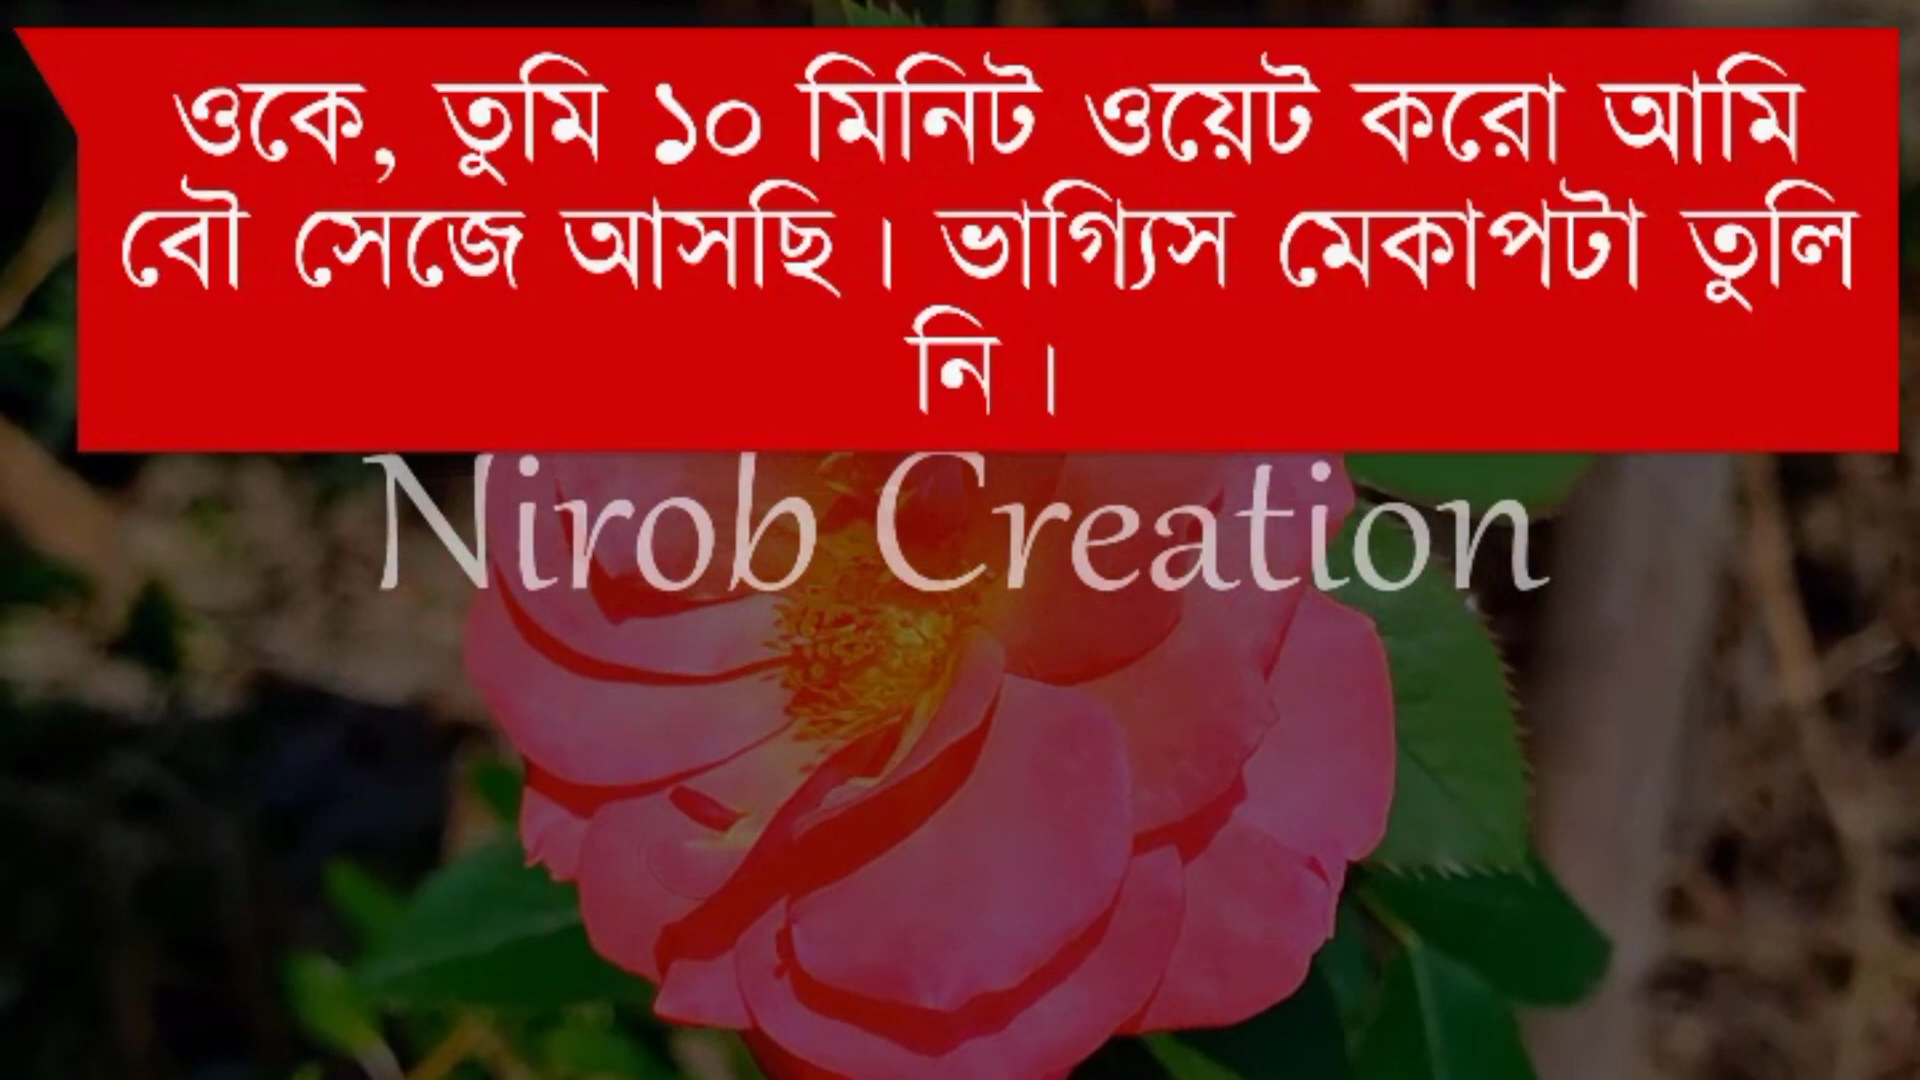 ওকে, তুমি ১০ মিনিট ওয়েট করো আমি
বৌ সেজে আসছি । ভাগ্যিস মেকাপটা তুলি
নি ।
Nirob Creation